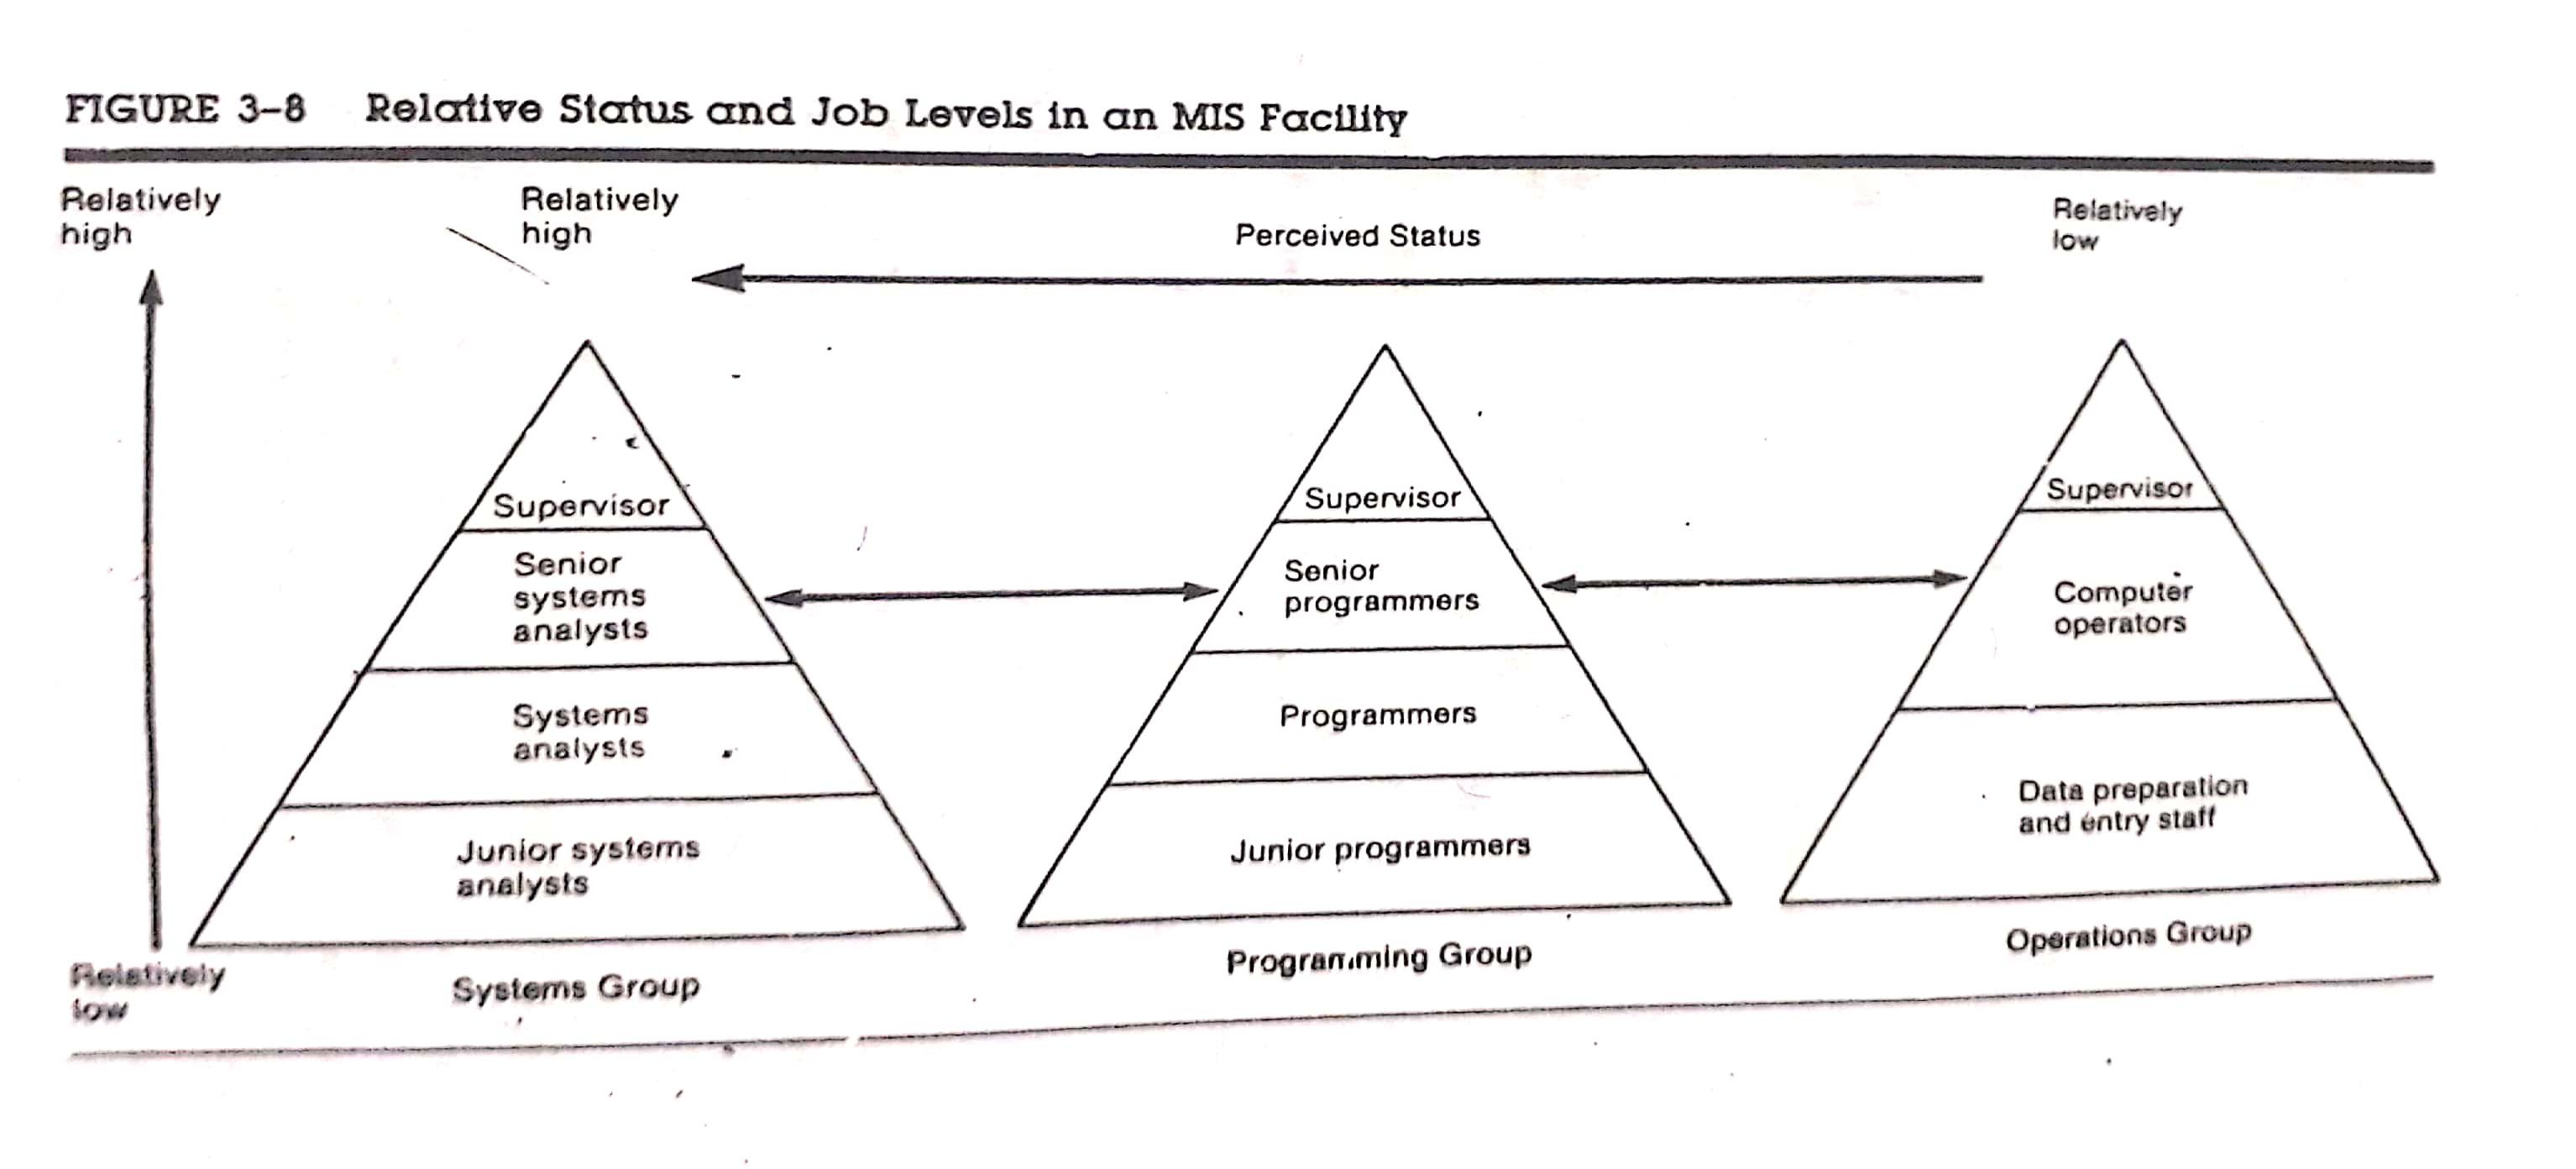 FIGURE 3–8 Relative Status and Job Levels in an MIS Facility
Relatively
high
Relatively
high
Perceived Status
Relatively
low
Supervisor
Senior
systems
analysts
Systems
analysts
Junior systems
analysts
Systems Group
Supervisor
Senior
programmers
Programmers
Junior programmers
Programming Group
Supervisor
Computer
operators
Data preparation
and entry staff
Operations Group
Relatively
low